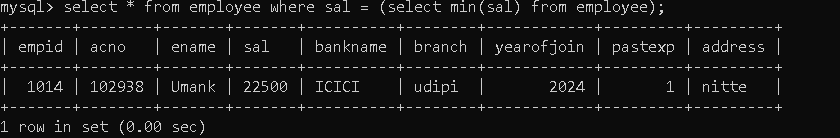 mysql> select * from employee where sal = (select min(sal) from employee);
+-------+--------+-------+-------+----------+--------+------------+---------+---------+
| empid | acno   | ename | sal   | bankname | branch | yearofjoin | pastexp | address |
+-------+--------+-------+-------+----------+--------+------------+---------+---------+
|  1014 | 102938 | Umank | 22500 | ICICI    | udipi  |       2024 |       1 | nitte   |
+-------+--------+-------+-------+----------+--------+------------+---------+---------+
1 row in set (0.00 sec)